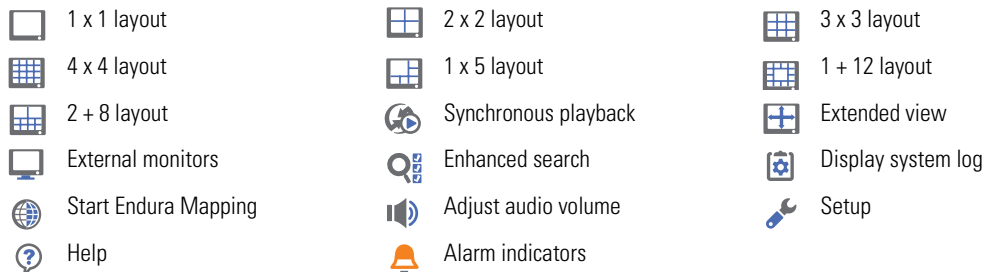 1 x 1 layout
2 x 2 layout
3 x 3 layout
4 x 4 layout
1 x 5 layout
1 + 12 layout
2 + 8 layout
Synchronous playback
Extended view
External monitors
Enhanced search
Display system log
Start Endura Mapping
Adjust audio volume
Setup
? Help
Alarm indicators